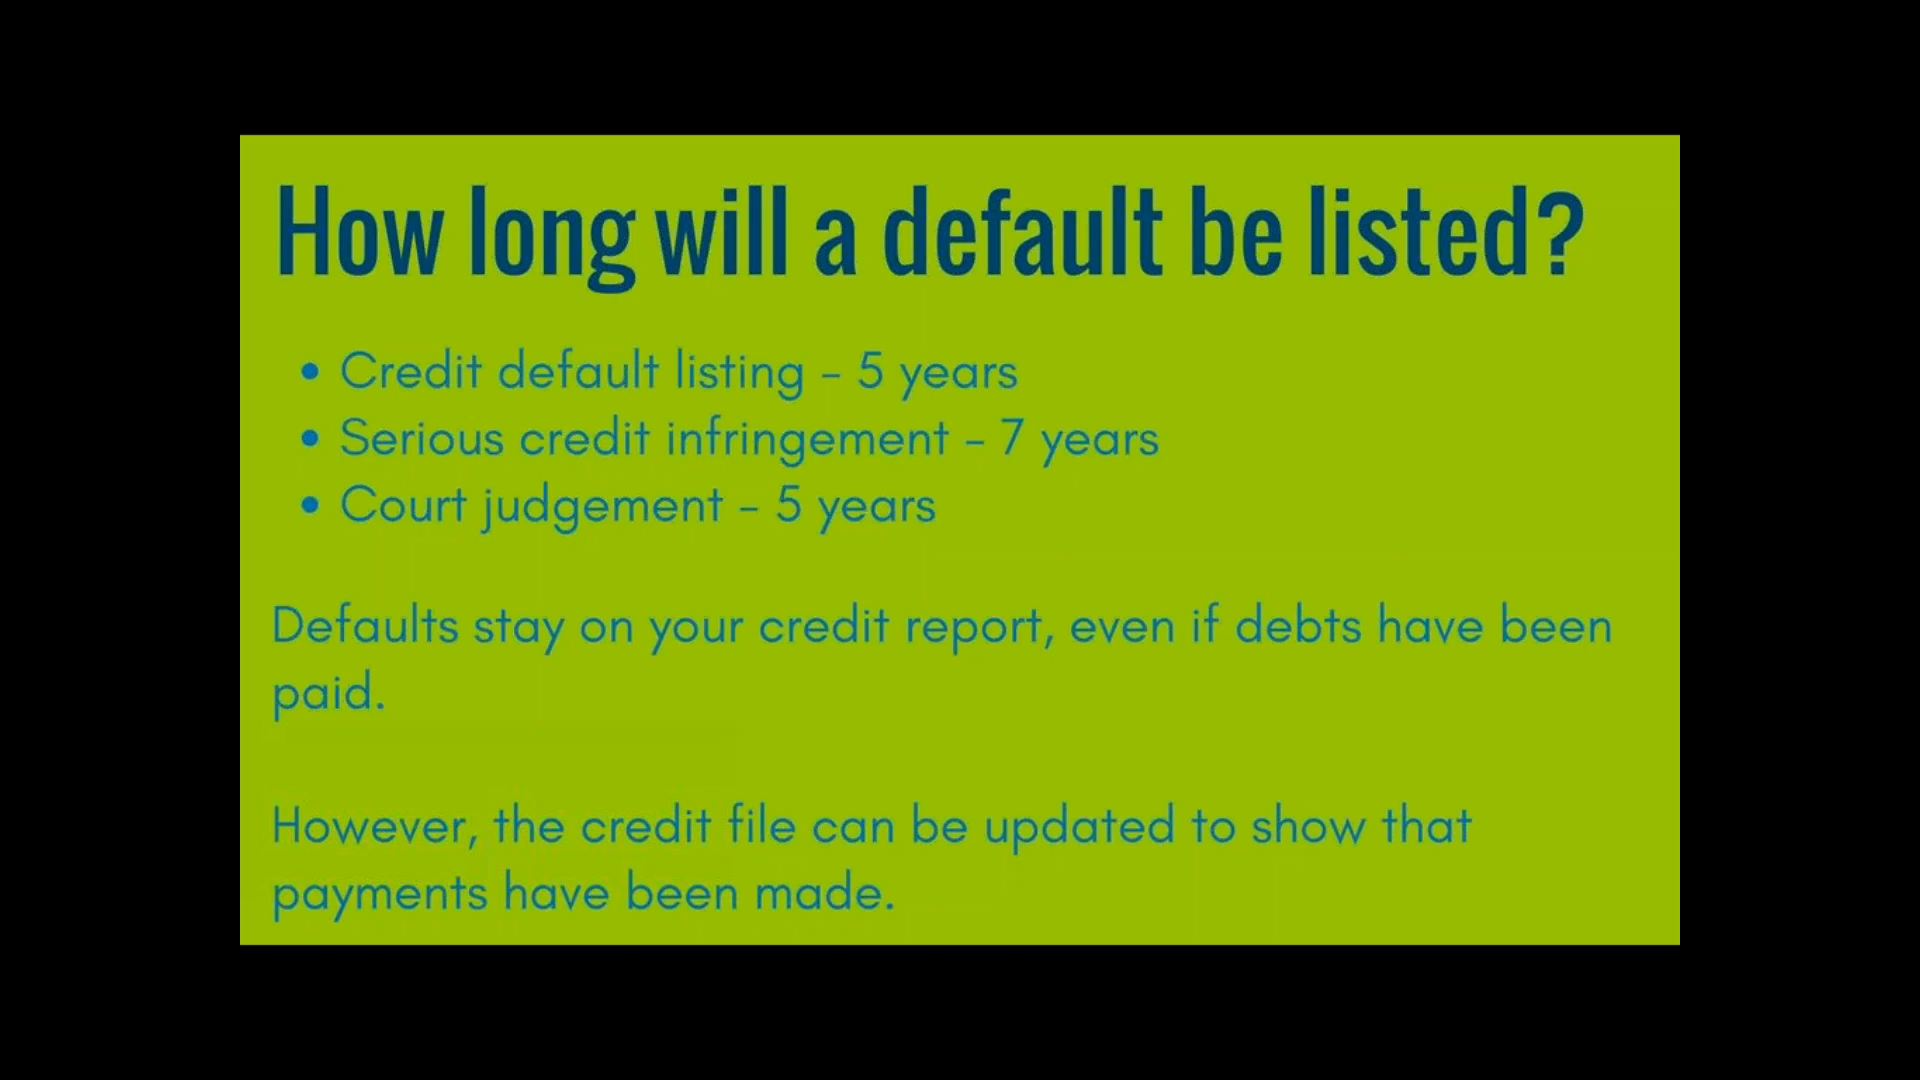 How long will a default be listed?
• Credit default listing - 5 years
• Serious credit infringement - 7 years
• Court judgement - 5 years
Defaults stay on your credit report, even if debts have been
paid.
However, the credit file can be updated to show that
payments have been made.